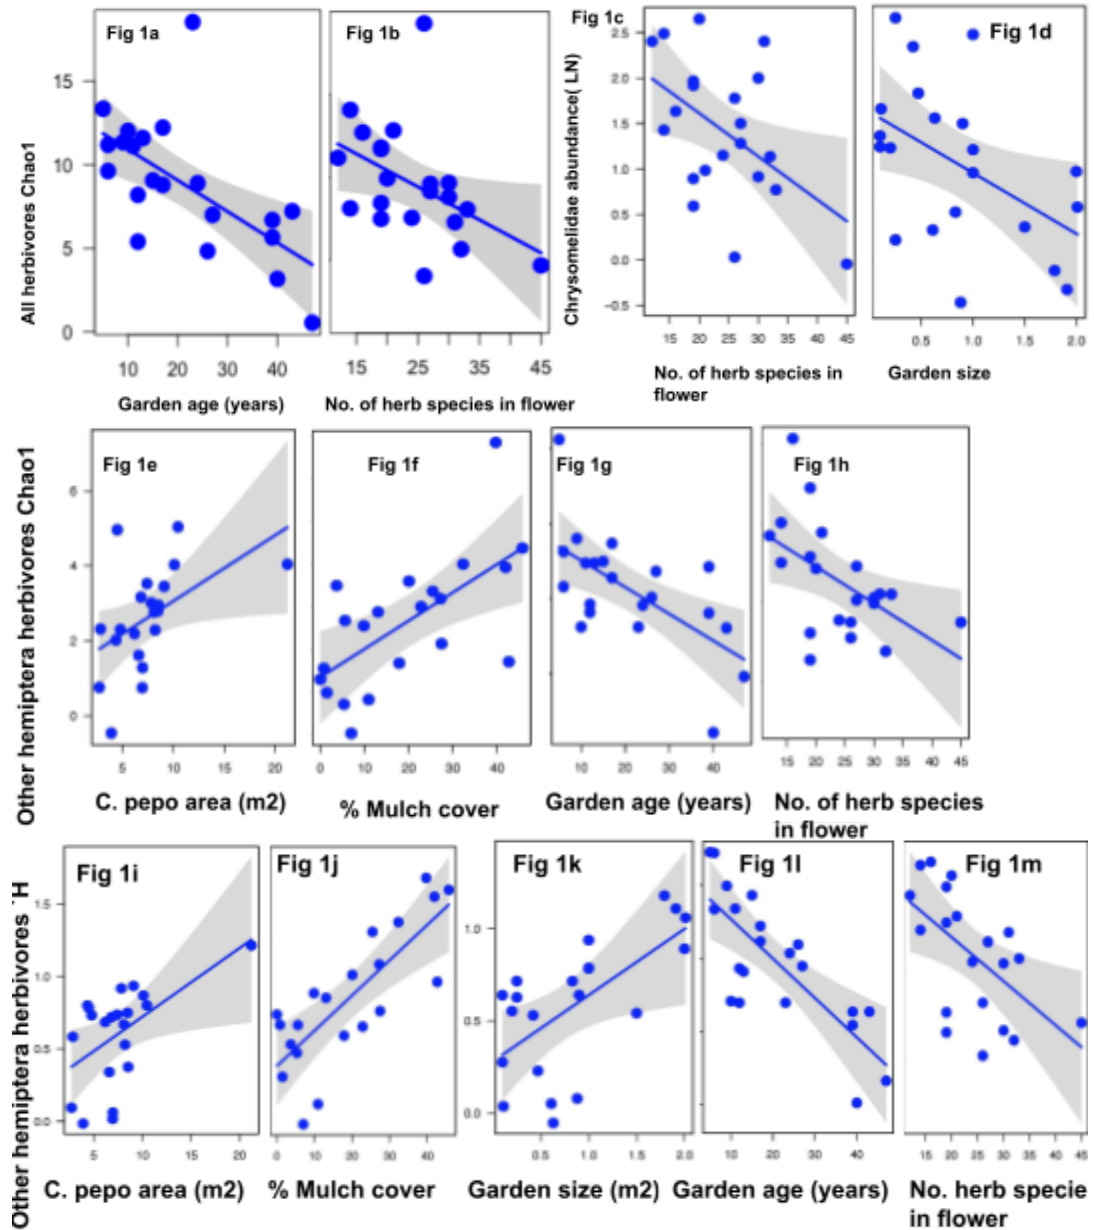 Fig 1a
Fig 1b
Fig 1c
Fig 1d
All herbivores Chao1
15
10
5
0
10 20 30 40
Garden age (years)
15 25 35 45
No. of herb species in flower
Chrysomelidae abundance( LN)
2.5
2.0
1.5
1.0
0.5
0.0
−0.5
15 20 25 30 35 40 45
No. of herb species in
flower
0.5 1.0 1.5 2.0
Garden size
Fig 1e
Fig 1f
Fig 1g
Fig 1h
Other hemiptera herbivores Chao1
6
4
2
0
5 10 15 20
C. pepo area (m2)
0 10 20 30 40
% Mulch cover
10 20 30 40
Garden age (years)
15 20 25 30 35 40 45
No. of herb species
in flower
Fig 1i
Fig 1j
Fig 1k
Fig 1l
Fig 1m
Other hemiptera herbivores ´H
1.5
1.0
0.5
0.0
5 10 15 20
C. pepo area (m2)
0 10 20 30 40
% Mulch cover
1.0
0.5
0.0
0.5 1.0 1.5 2.0
Garden size (m2)
10 20 30 40
Garden age (years)
15 20 25 30 35 40 45
No. herb specie
in flower